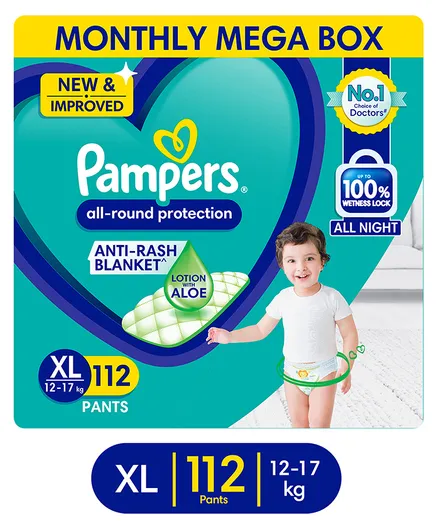 MONTHLY MEGA BOX
NEW &
IMPROVED
No.1
Choice of
Doctors#
Pampers®
all-round protection
UP TO
100%
WETNESS LOCK
ALL NIGHT
ANTI-RASH
BLANKET^
LOTION
WITH
ALOE
XL
12-17 kg
112
PANTS
XL
112
Pants
12-17
kg